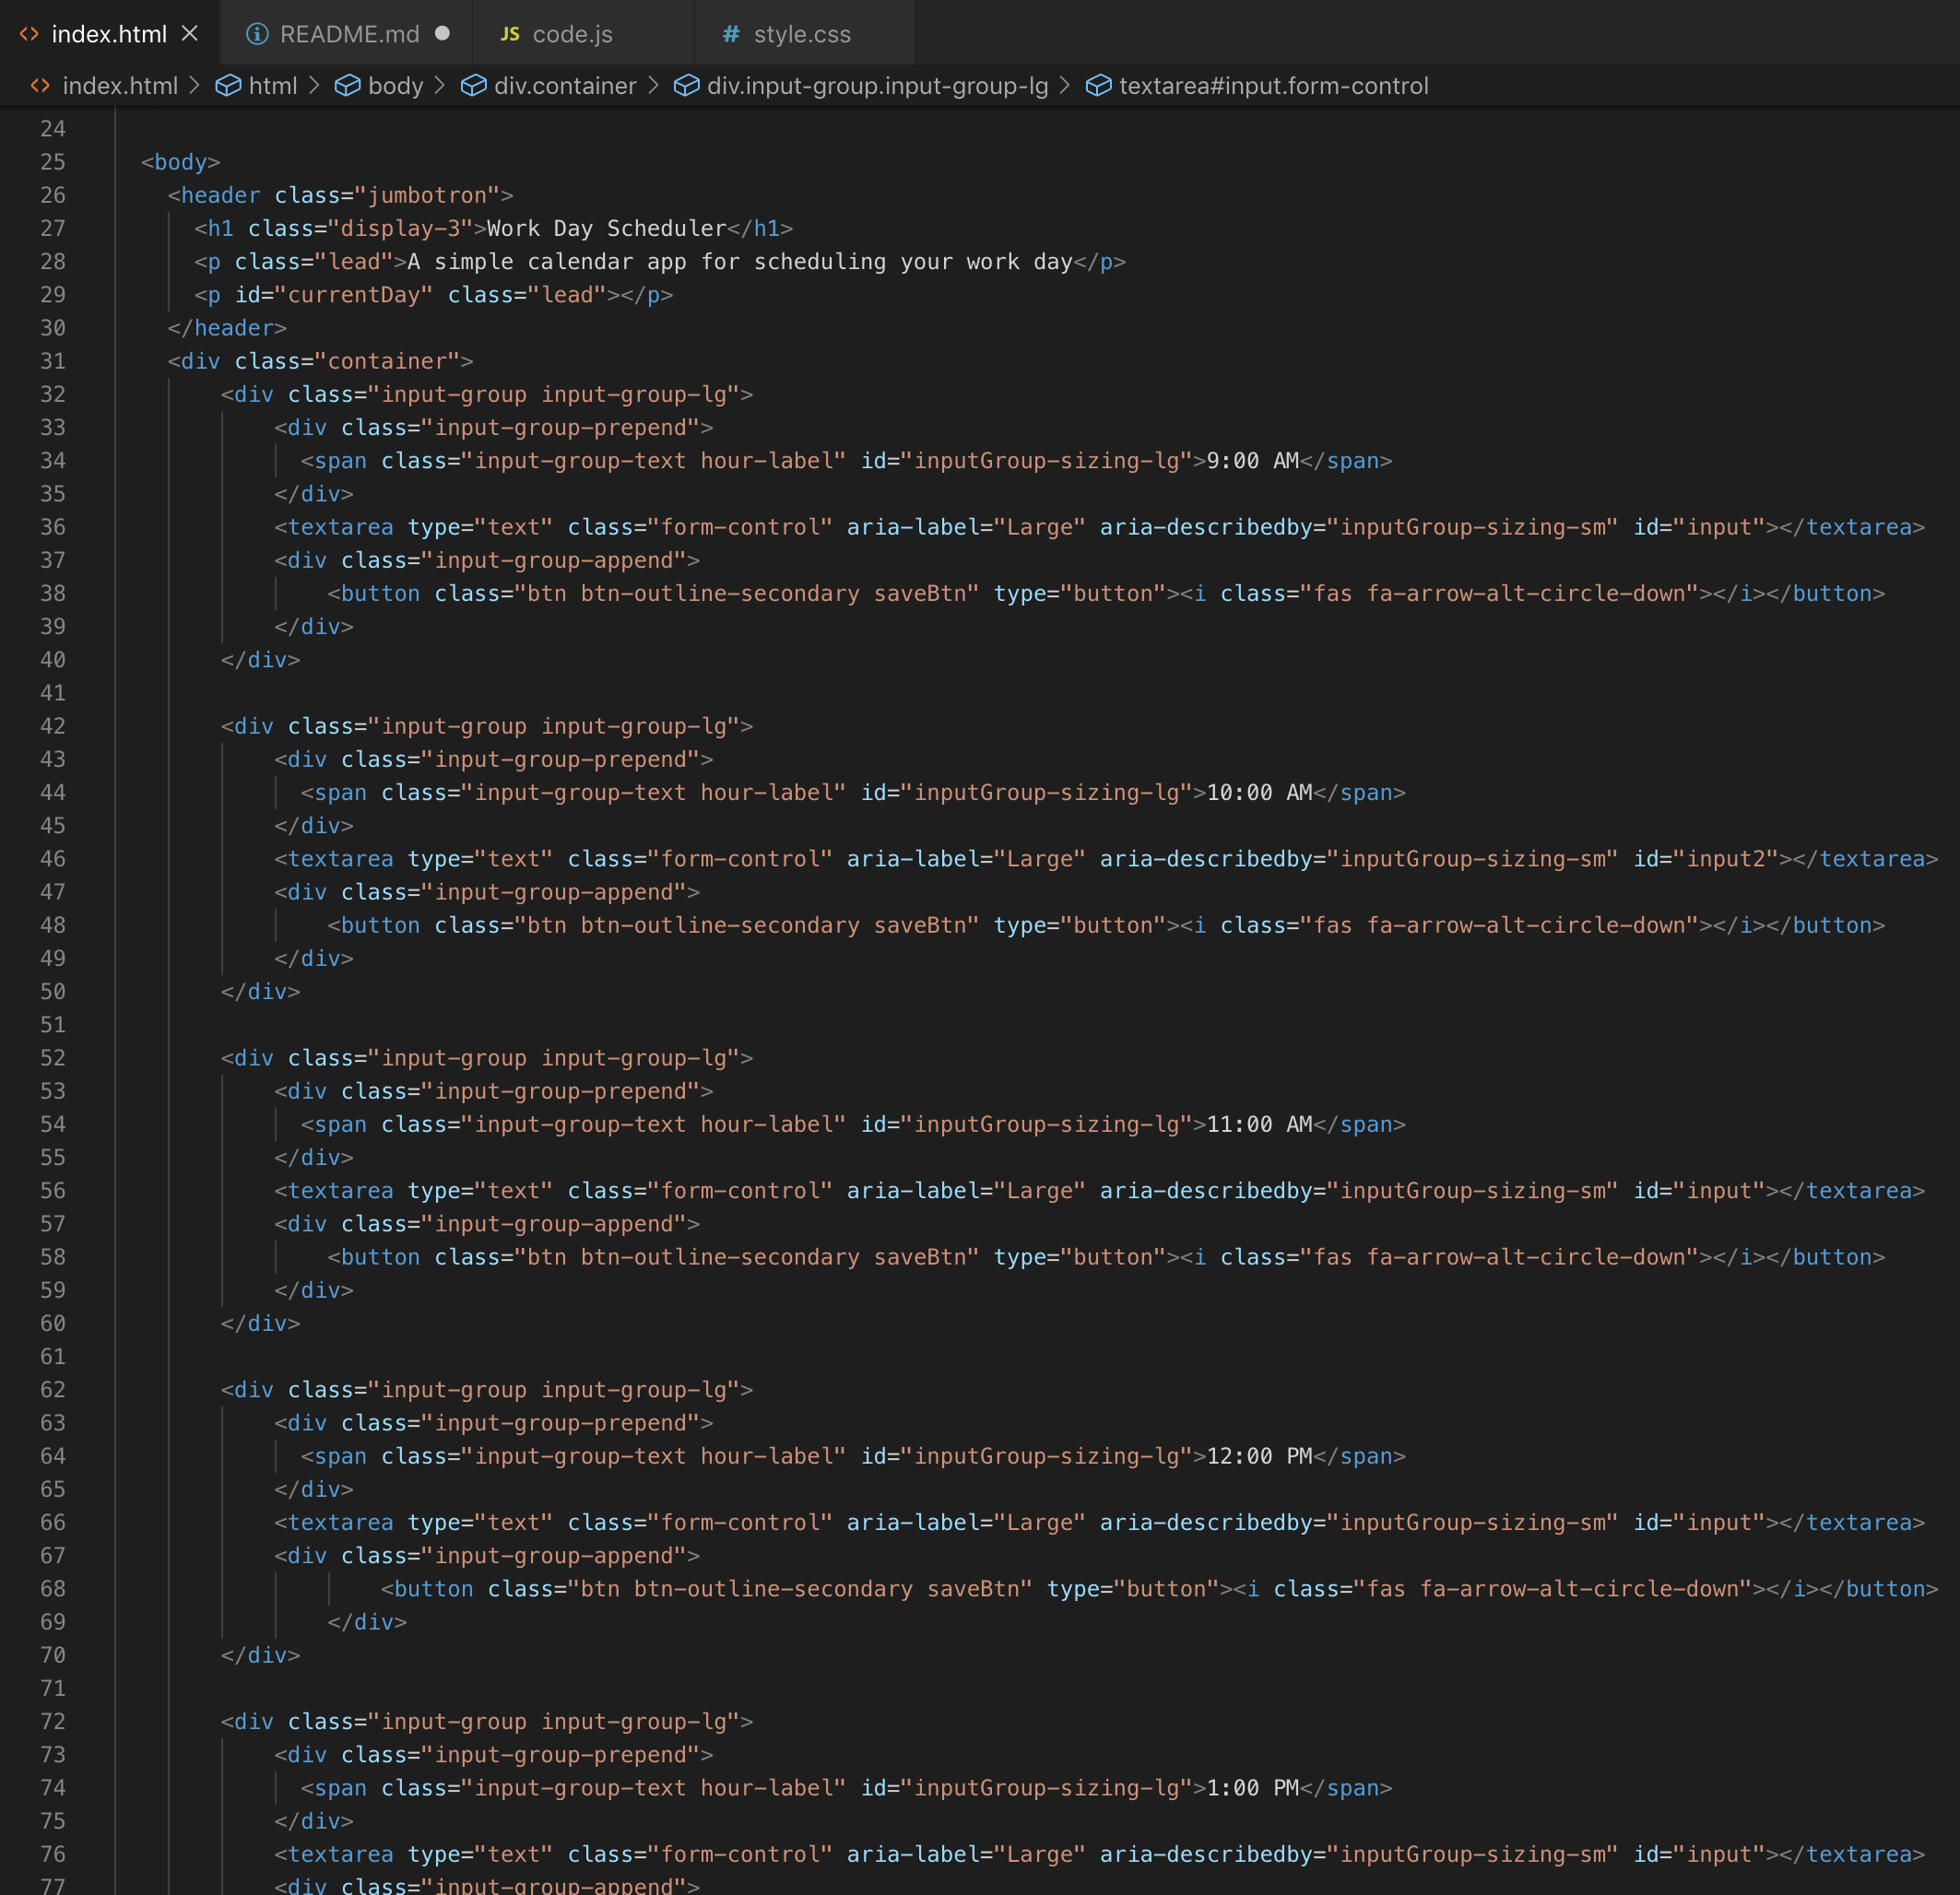 index.html README.md JS code.js # style.css
index.html > html > body > div.container > div.input-group.input-group-lg > textarea#input.form-control
24
25 <body>
26 <header class="jumbotron">
27 <h1 class="display-3">Work Day Scheduler</h1>
28 <p class="lead">A simple calendar app for scheduling your work day</p>
29 <p id="currentDay" class="lead"></p>
30 </header>
31 <div class="container">
32 <div class="input-group input-group-lg">
33 <div class="input-group-prepend">
34 <span class="input-group-text hour-label" id="inputGroup-sizing-lg">9:00 AM</span>
35 </div>
36 <textarea type="text" class="form-control" aria-label="Large" aria-describedby="inputGroup-sizing-sm" id="input"></textarea>
37 <div class="input-group-append">
38 <button class="btn btn-outline-secondary saveBtn" type="button"><i class="fas fa-arrow-alt-circle-down"></i></button>
39 </div>
40 </div>
41
42 <div class="input-group input-group-lg">
43 <div class="input-group-prepend">
44 <span class="input-group-text hour-label" id="inputGroup-sizing-lg">10:00 AM</span>
45 </div>
46 <textarea type="text" class="form-control" aria-label="Large" aria-describedby="inputGroup-sizing-sm" id="input2"></textarea>
47 <div class="input-group-append">
48 <button class="btn btn-outline-secondary saveBtn" type="button"><i class="fas fa-arrow-alt-circle-down"></i></button>
49 </div>
50 </div>
51
52 <div class="input-group input-group-lg">
53 <div class="input-group-prepend">
54 <span class="input-group-text hour-label" id="inputGroup-sizing-lg">11:00 AM</span>
55 </div>
56 <textarea type="text" class="form-control" aria-label="Large" aria-describedby="inputGroup-sizing-sm" id="input"></textarea>
57 <div class="input-group-append">
58 <button class="btn btn-outline-secondary saveBtn" type="button"><i class="fas fa-arrow-alt-circle-down"></i></button>
59 </div>
60 </div>
61
62 <div class="input-group input-group-lg">
63 <div class="input-group-prepend">
64 <span class="input-group-text hour-label" id="inputGroup-sizing-lg">12:00 PM</span>
65 </div>
66 <textarea type="text" class="form-control" aria-label="Large" aria-describedby="inputGroup-sizing-sm" id="input"></textarea>
67 <div class="input-group-append">
68 <button class="btn btn-outline-secondary saveBtn" type="button"><i class="fas fa-arrow-alt-circle-down"></i></button>
69 </div>
70 </div>
71
72 <div class="input-group input-group-lg">
73 <div class="input-group-prepend">
74 <span class="input-group-text hour-label" id="inputGroup-sizing-lg">1:00 PM</span>
75 </div>
76 <textarea type="text" class="form-control" aria-label="Large" aria-describedby="inputGroup-sizing-sm" id="input"></textarea>
77 <div class="input-group-append">